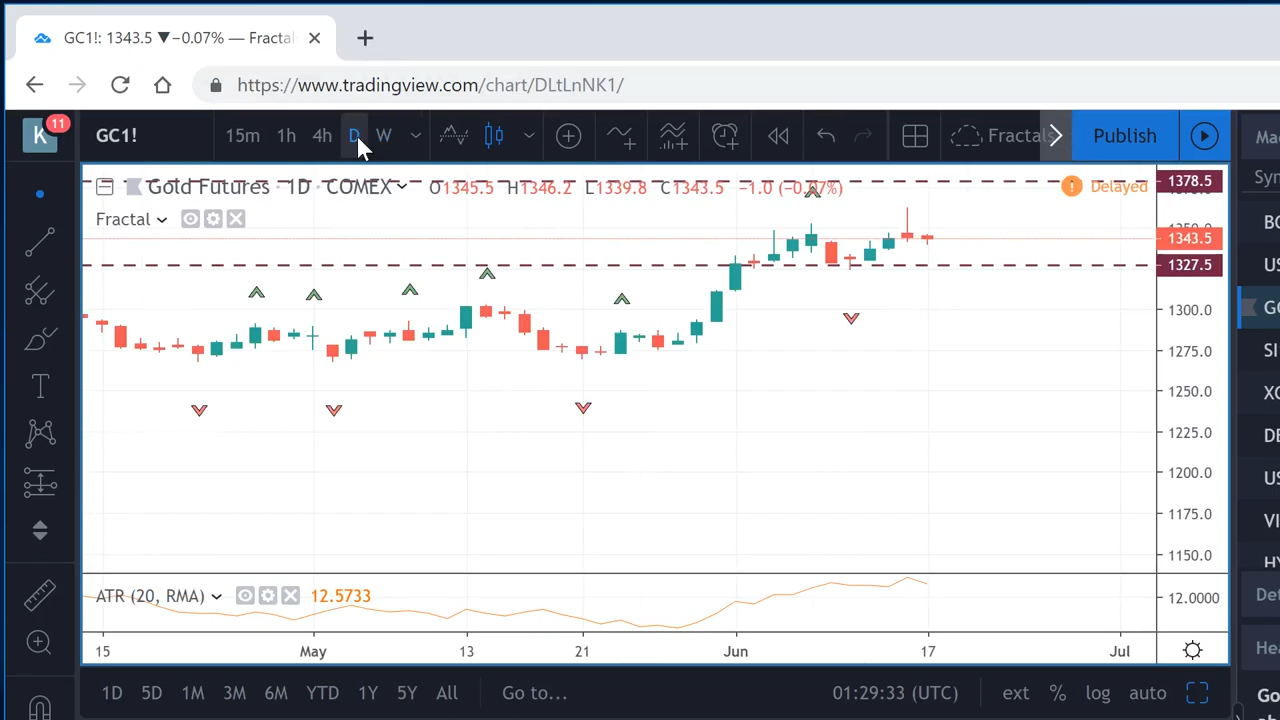 GC1!: 1343.5 ▼−0.07% — Fractal
https://www.tradingview.com/chart/DLtLnNK1/
K 11 GC1! 15m 1h 4h D W Fractals Publish
Gold Futures · 1D · COMEX O1345.5 H1346.2 L1339.8 C1343.5 −1.0 (−0.07%) Delayed
Fractal
1378.5
1343.5
1327.5
1300.0
1275.0
1250.0
1225.0
1200.0
1175.0
1150.0
ATR (20, RMA) 12.5733
12.0000
15 May 13 21 Jun 17 Jul
1D 5D 1M 3M 6M YTD 1Y 5Y All Go to... 01:29:33 (UTC) ext % log auto
SI
VI